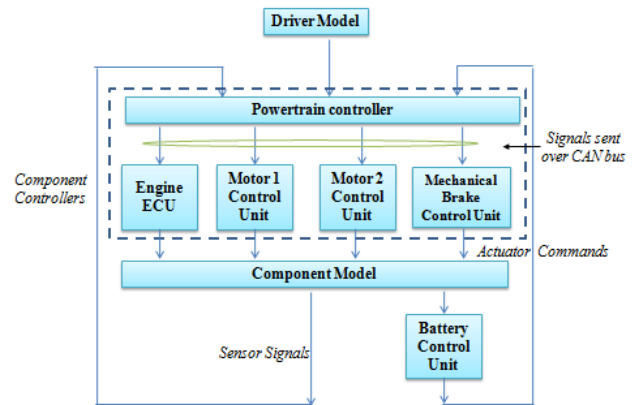 Driver Model
Powertrain controller
Signals sent
over CAN bus
Component
Controllers
Engine
ECU
Motor 1
Control
Unit
Motor 2
Control
Unit
Mechanical
Brake
Control Unit
Actuator Commands
Component Model
Sensor Signals
Battery
Control
Unit